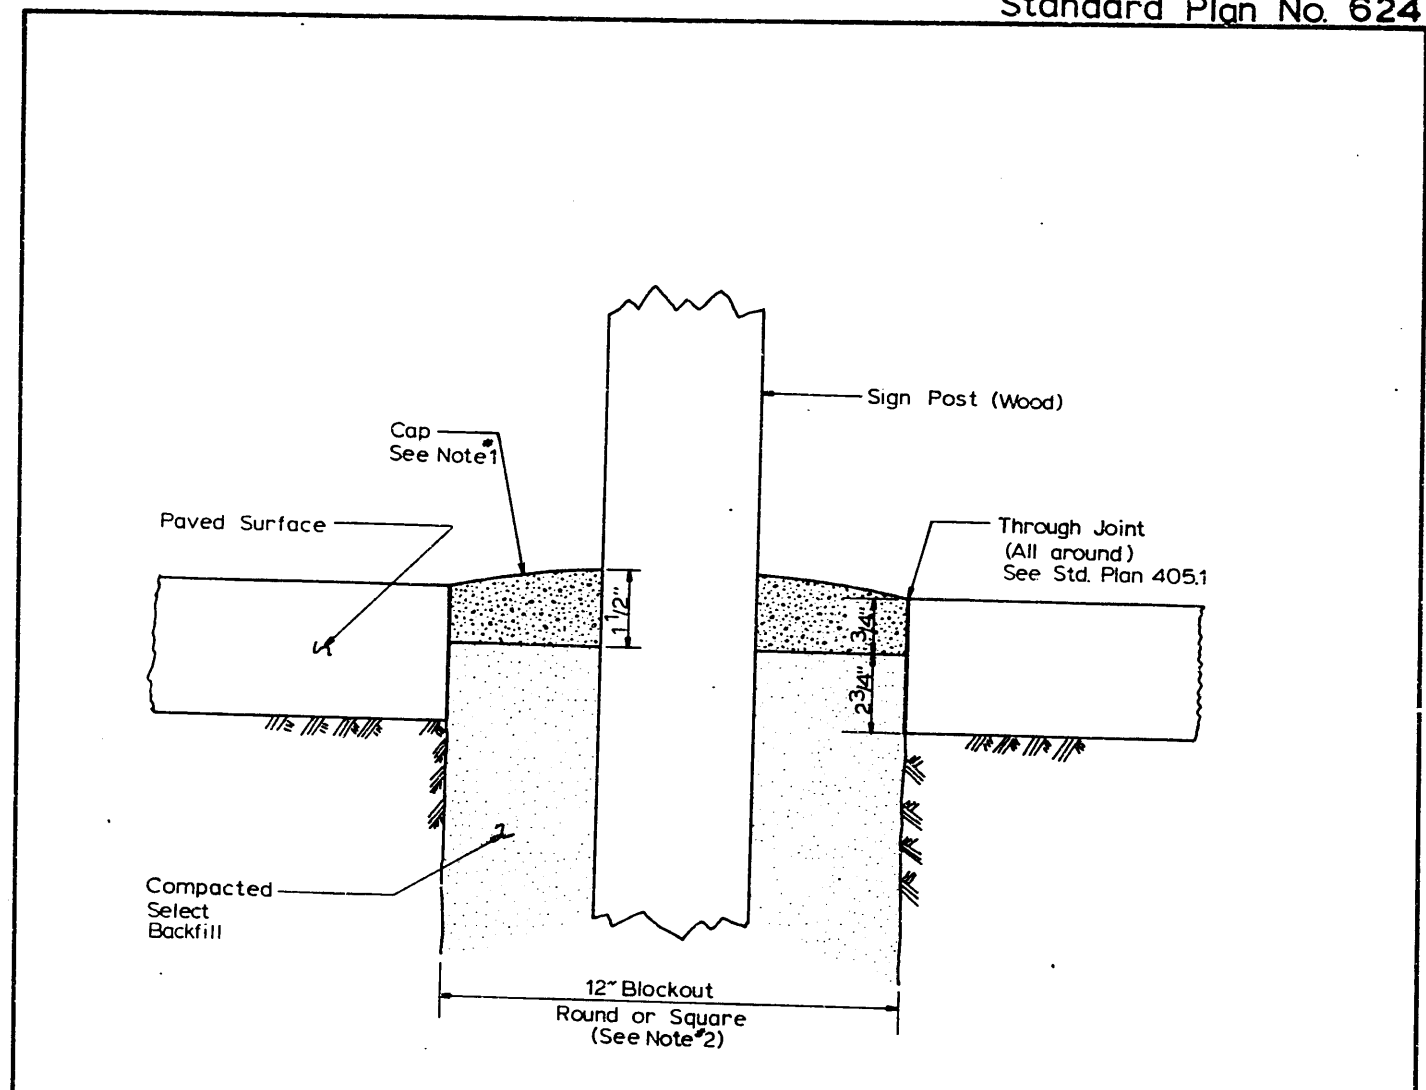 Standard Plan No. 624
Sign Post (Wood)
Cap
See Note #1
Paved Surface
Through Joint
(All around)
See Std. Plan 405.1
1 1/2"
3/4"
2 3/4"
Compacted
Select
Backfill
12" Blockout
Round or Square
(See Note #2)